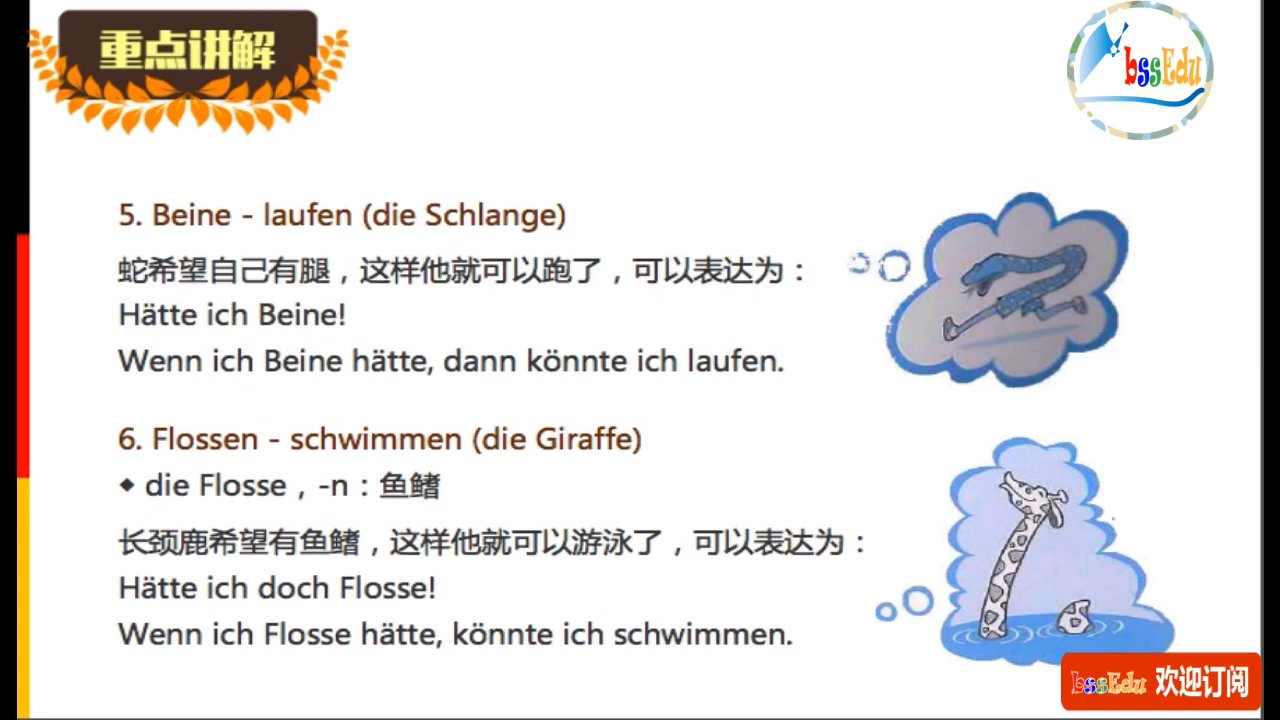 重点讲解
bssEdu
5. Beine - laufen (die Schlange)
蛇希望自己有腿，这样他就可以跑了，可以表达为：
Hätte ich Beine!
Wenn ich Beine hätte, dann könnte ich laufen.
6. Flossen - schwimmen (die Giraffe)
◆ die Flosse，-n：鱼鳍
长颈鹿希望有鱼鳍，这样他就可以游泳了，可以表达为：
Hätte ich doch Flosse!
Wenn ich Flosse hätte, könnte ich schwimmen.
bssEdu 欢迎订阅